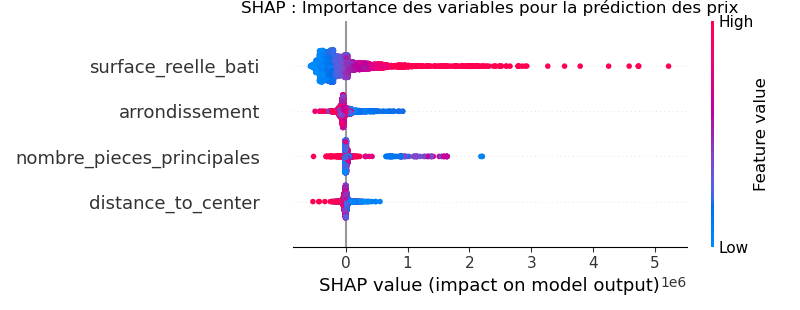 SHAP : Importance des variables pour la prédiction des prix
High
surface_reelle_bati
arrondissement
nombre_pieces_principales
distance_to_center
Feature value
Low
0 1 2 3 4 5
1e6
SHAP value (impact on model output)